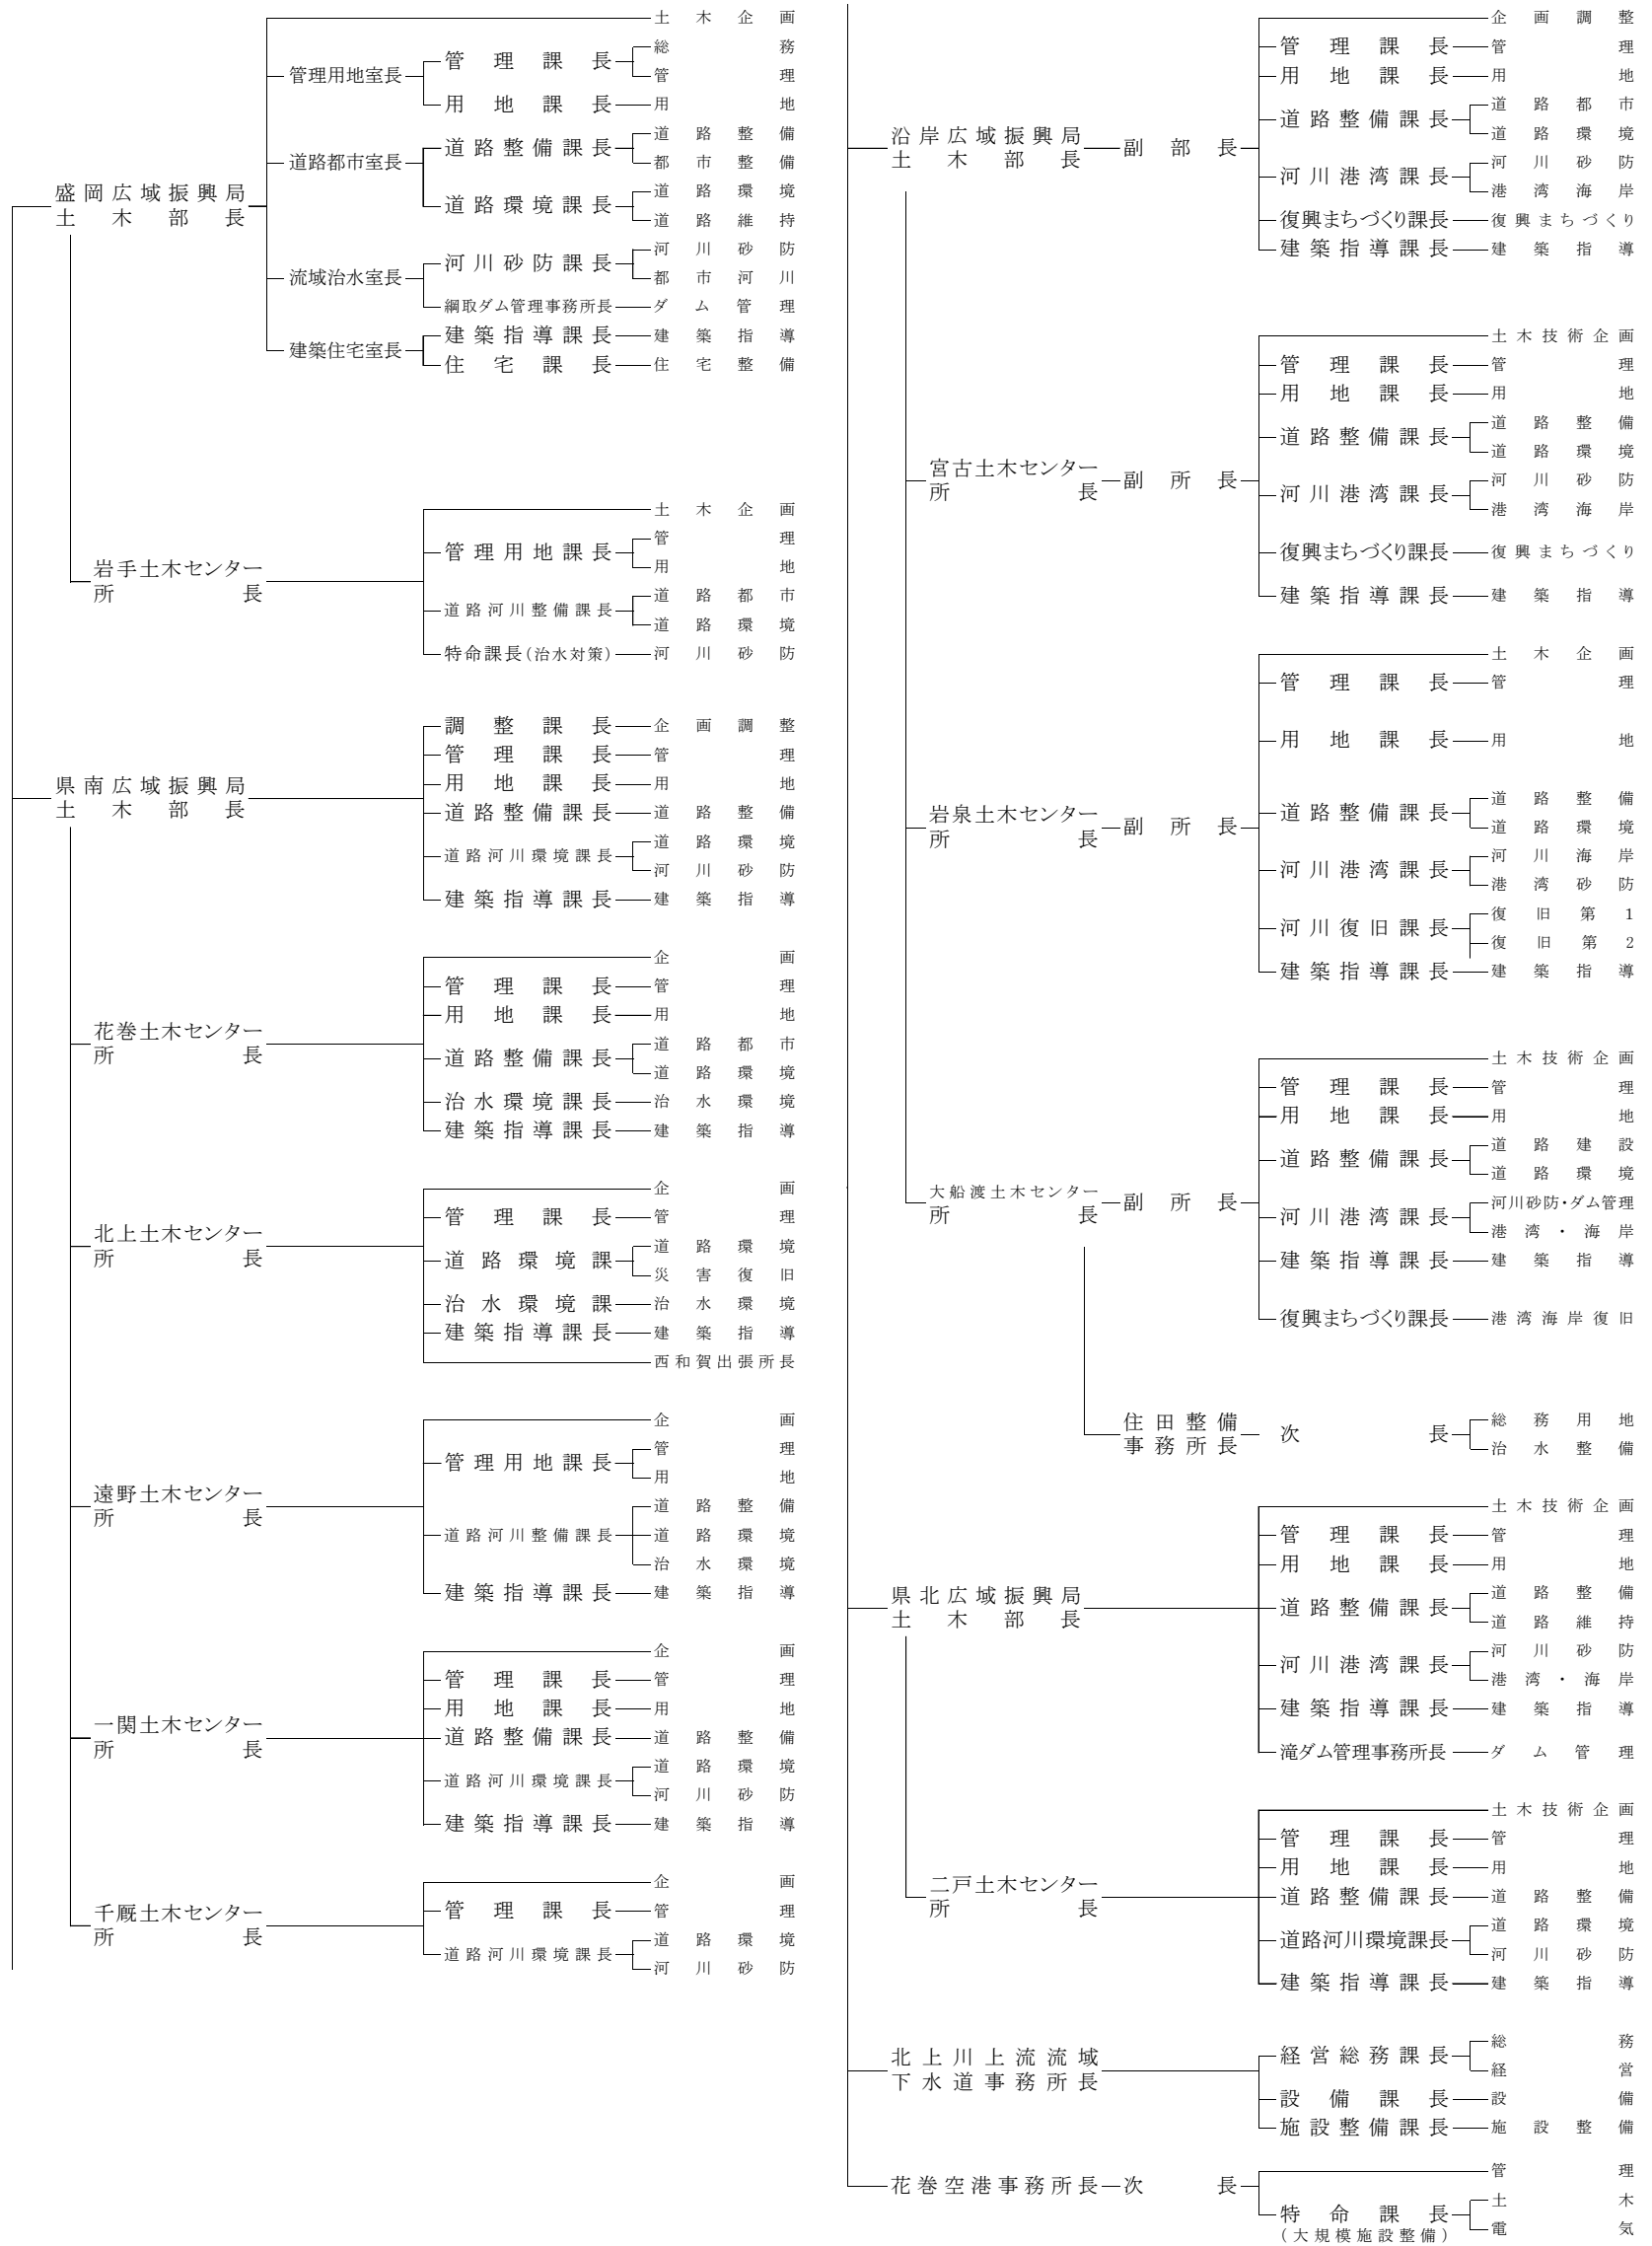 土木企画
管理用地室長
管理課長
総務
管理
用地課長
用地
道路都市室長
道路整備課長
道路整備
都市整備
道路環境課長
道路環境
道路維持
盛岡広域振興局
土木部長
流域治水室長
河川砂防課長
河川砂防
都市河川
綱取ダム管理事務所長
ダム管理
建築住宅室長
建築指導課長
建築指導
住宅課長
住宅整備
岩手土木センター
所長
土木企画
管理用地課長
管理
用地
道路河川整備課長
道路都市
道路環境
特命課長(治水対策)
河川砂防
県南広域振興局
土木部長
調整課長
企画調整
管理課長
管理
用地課長
用地
道路整備課長
道路整備
道路河川環境課長
道路環境
河川砂防
建築指導課長
建築指導
花巻土木センター
所長
企画
管理課長
管理
用地課長
用地
道路整備課長
道路都市
道路環境
治水環境課長
治水環境
建築指導課長
建築指導
北上土木センター
所長
企画
管理課長
管理
道路環境課
道路環境
災害復旧
治水環境課
治水環境
建築指導課長
建築指導
西和賀出張所長
遠野土木センター
所長
企画
管理用地課長
管理
用地
道路河川整備課長
道路整備
道路環境
治水環境
建築指導課長
建築指導
一関土木センター
所長
企画
管理課長
管理
用地課長
用地
道路整備課長
道路整備
道路河川環境課長
道路環境
河川砂防
建築指導課長
建築指導
千厩土木センター
所長
企画
管理課長
管理
道路河川環境課長
道路環境
河川砂防
沿岸広域振興局
土木部長
副部長
企画調整
管理課長
管理
用地課長
用地
道路整備課長
道路都市
道路環境
河川港湾課長
河川砂防
港湾海岸
復興まちづくり課長
復興まちづくり
建築指導課長
建築指導
宮古土木センター
所長
副所長
土木技術企画
管理課長
管理
用地課長
用地
道路整備課長
道路整備
道路環境
河川港湾課長
河川砂防
港湾海岸
復興まちづくり課長
復興まちづくり
建築指導課長
建築指導
岩泉土木センター
所長
副所長
土木企画
管理課長
管理
用地課長
用地
道路整備課長
道路整備
道路環境
河川港湾課長
河川海岸
港湾砂防
河川復旧課長
復旧第1
復旧第2
建築指導課長
建築指導
大船渡土木センター
所長
副所長
土木技術企画
管理課長
管理
用地課長
用地
道路整備課長
道路建設
道路環境
河川港湾課長
河川砂防・ダム管理
港湾・海岸
建築指導課長
建築指導
復興まちづくり課長
港湾海岸復旧
住田整備
事務所長
次長
総務用地
治水整備
県北広域振興局
土木部長
土木技術企画
管理課長
管理
用地課長
用地
道路整備課長
道路整備
道路維持
河川港湾課長
河川砂防
港湾・海岸
建築指導課長
建築指導
滝ダム管理事務所長
ダム管理
二戸土木センター
所長
土木技術企画
管理課長
管理
用地課長
用地
道路整備課長
道路整備
道路河川環境課長
道路環境
河川砂防
建築指導課長
建築指導
北上川上流流域
下水道事務所長
経営総務課長
総務
経営
設備課長
設備
施設整備課長
施設整備
花巻空港事務所長
次長
管理
特命課長
(大規模施設整備)
土木
電気